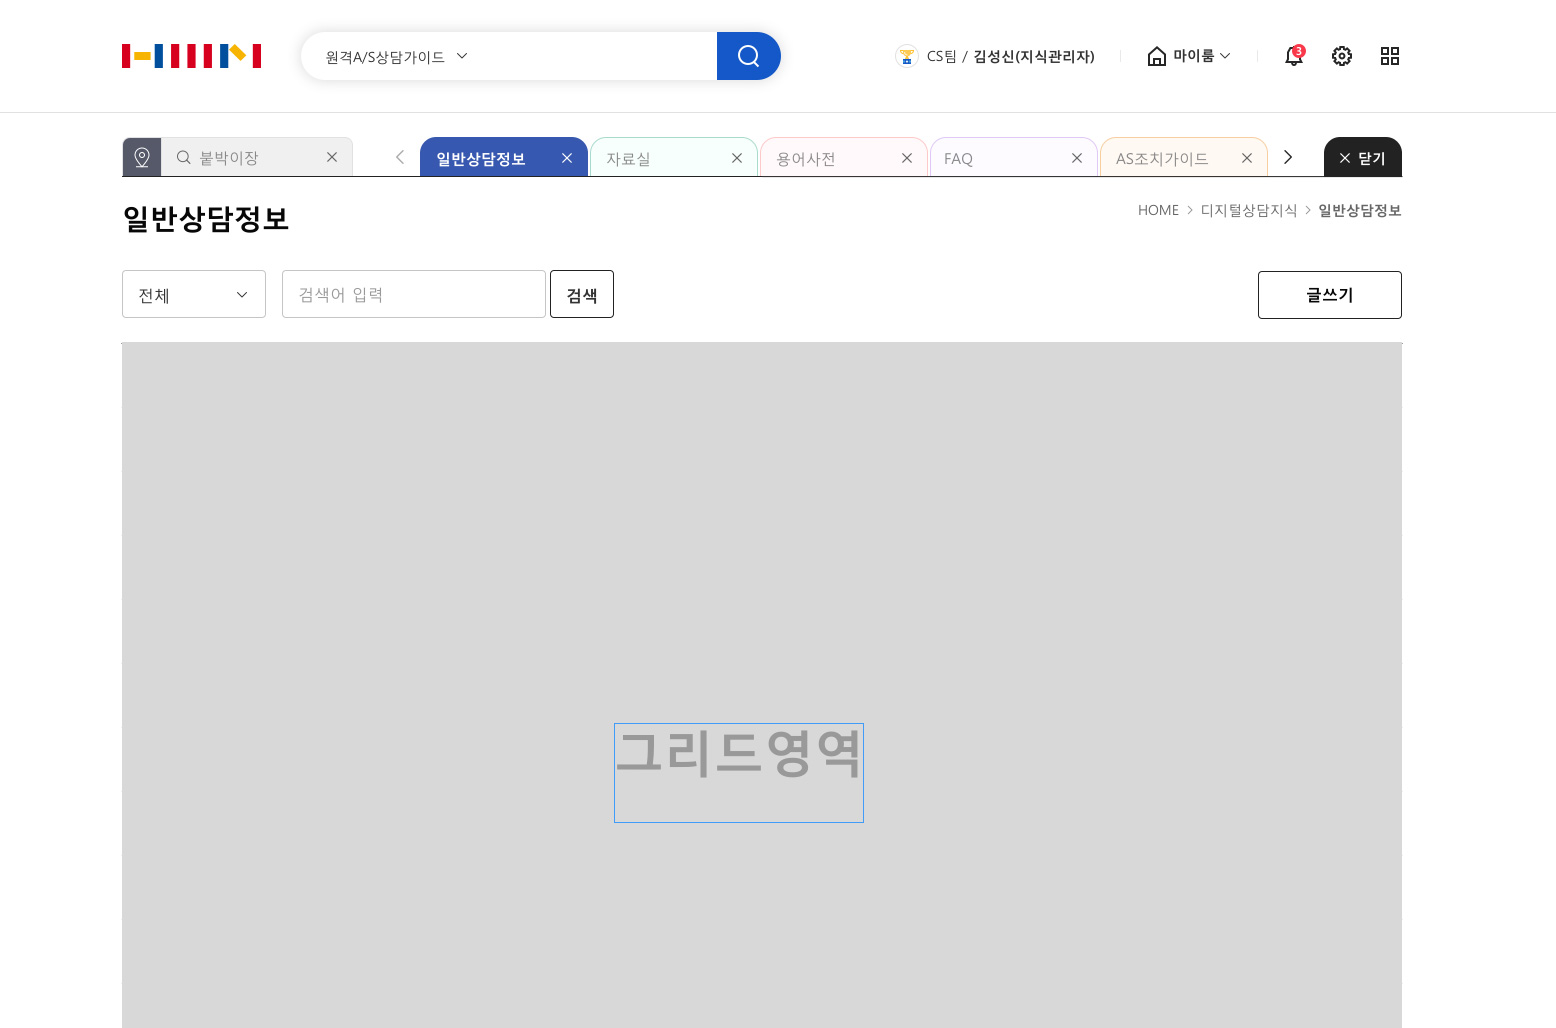 원격A/S상담가이드
CS팀 / 김성신(지식관리자)
마이룸
3
붙박이장
일반상담정보
자료실
용어사전
FAQ
AS조치가이드
닫기
일반상담정보
HOME > 디지털상담지식 > 일반상담정보
전체
검색어 입력
검색
글쓰기
그리드영역